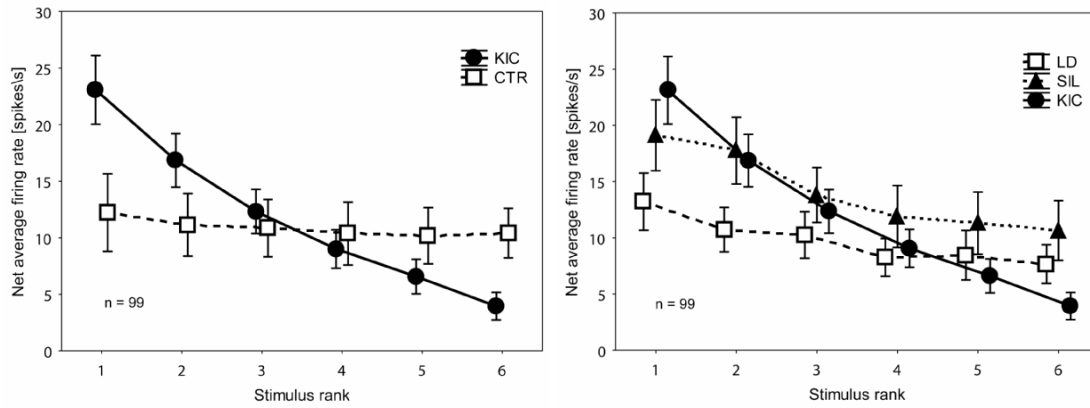 30
25
20
15
10
5
0
Net average firing rate [spikes\s]
KIC
CTR
n = 99
1 2 3 4 5 6
Stimulus rank
30
25
20
15
10
5
0
Net average firing rate [spikes/s]
LD
SIL
KIC
n = 99
1 2 3 4 5 6
Stimulus rank